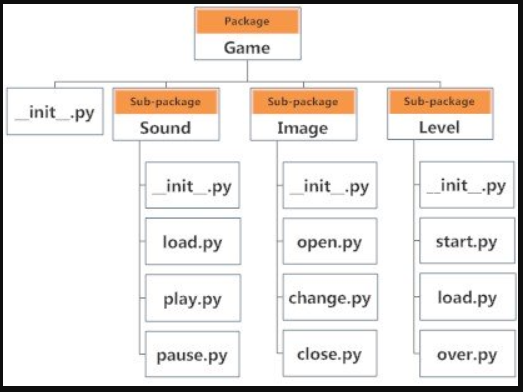 Package
Game
__init__.py
Sub-package
Sound
Sub-package
Image
Sub-package
Level
__init__.py
__init__.py
__init__.py
load.py
open.py
start.py
play.py
change.py
load.py
pause.py
close.py
over.py